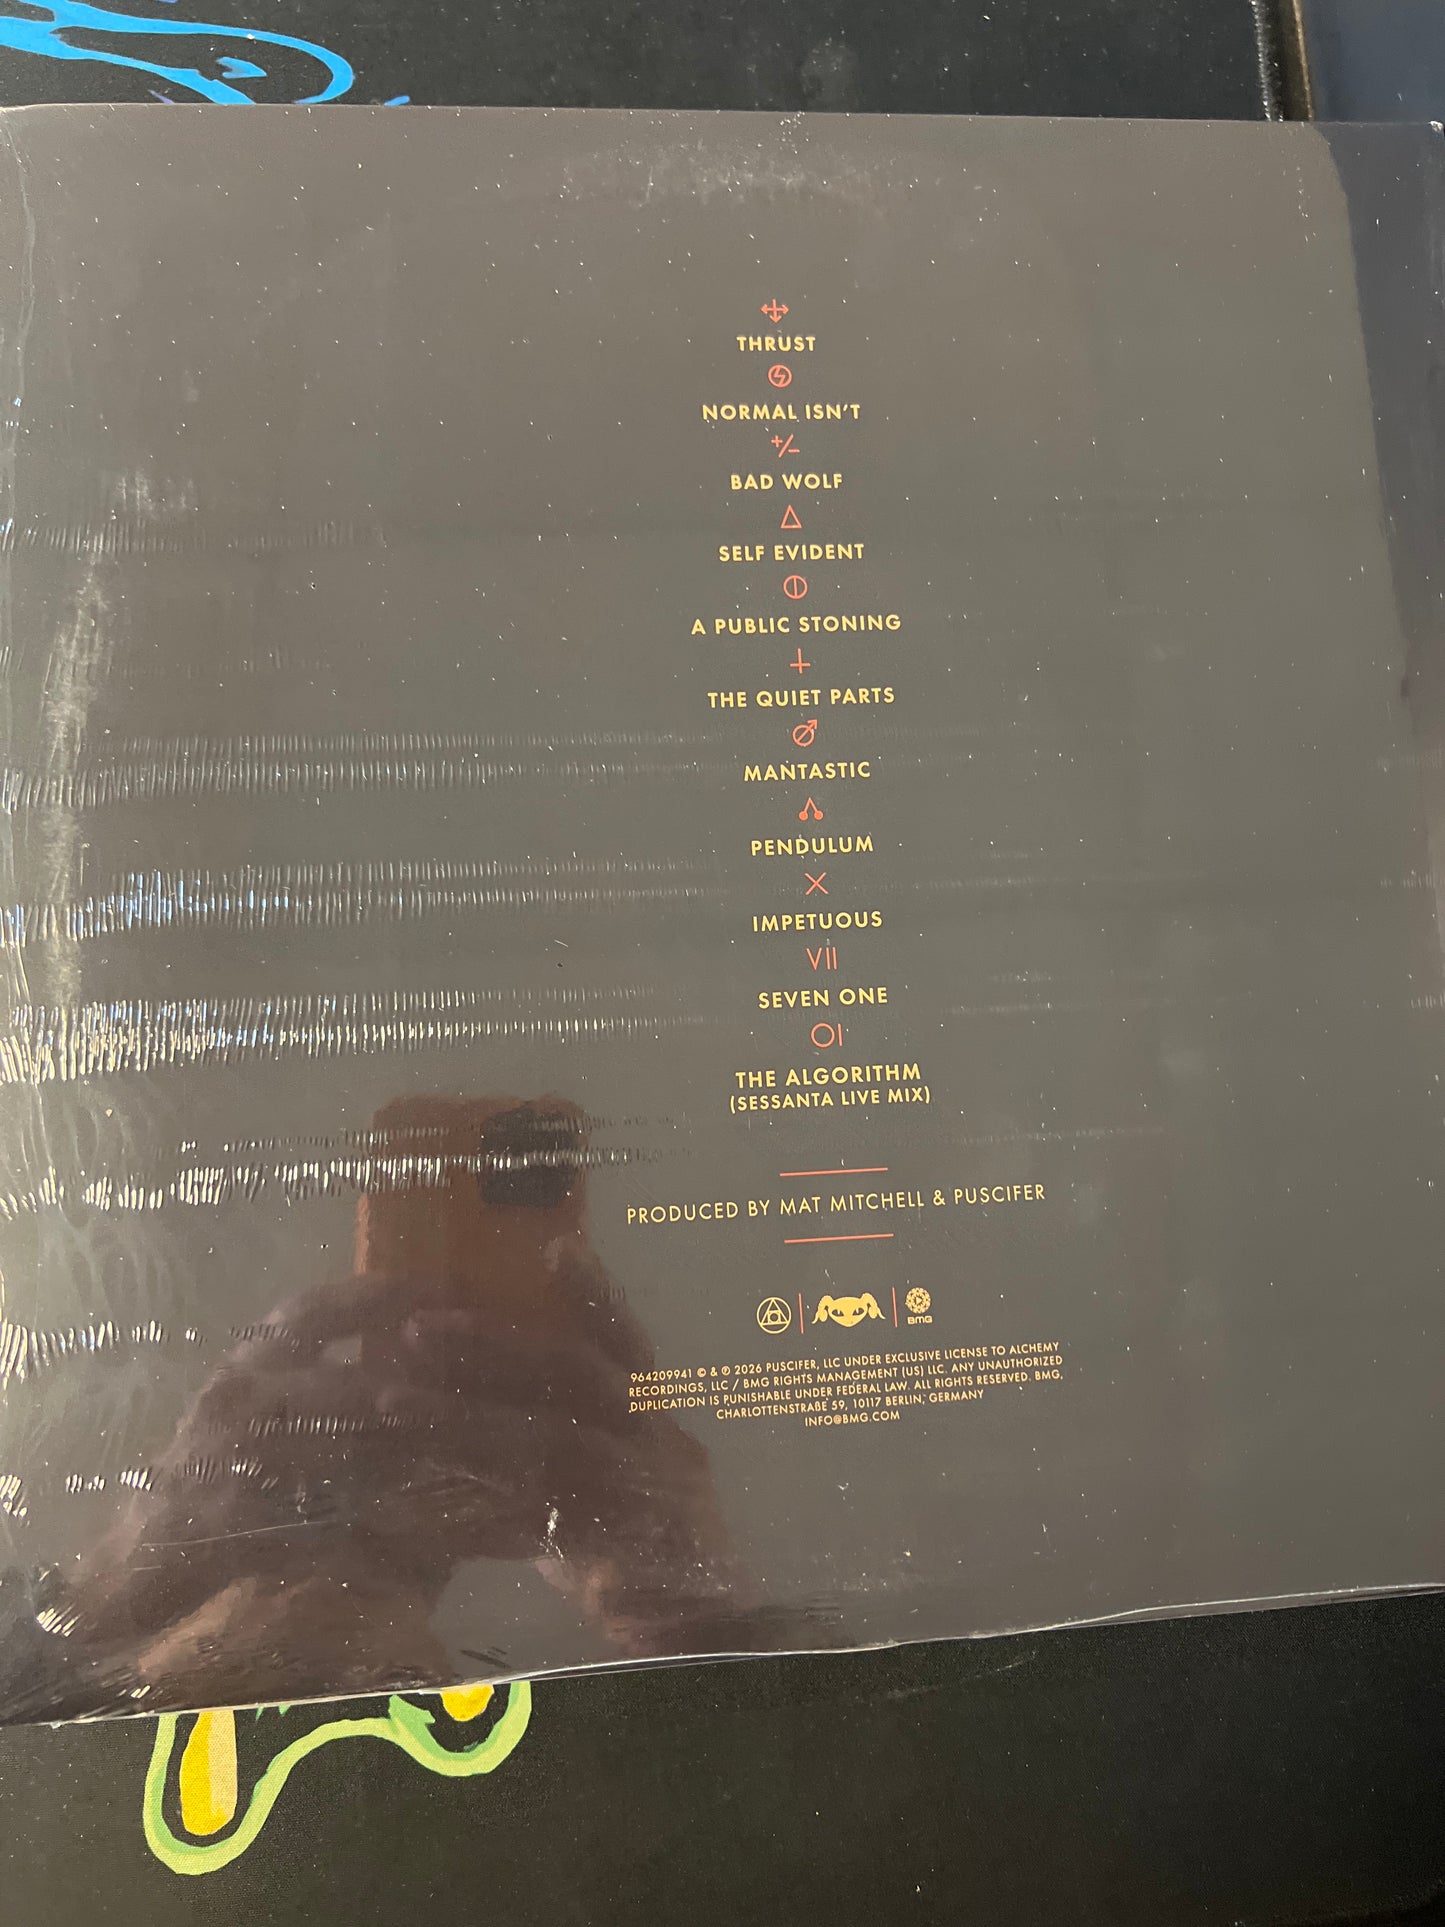 THRUST
NORMAL ISN'T
+/-
BAD WOLF
SELF EVIDENT
A PUBLIC STONING
THE QUIET PARTS
MANTASTIC
PENDULUM
IMPETUOUS
VII
SEVEN ONE
OI
THE ALGORITHM
(SESSANTA LIVE MIX)
PRODUCED BY MAT MITCHELL & PUSCIFER
BMG
964209941 © & ℗ 2026 PUSCIFER, LLC UNDER EXCLUSIVE LICENSE TO ALCHEMY
RECORDINGS, LLC / BMG RIGHTS MANAGEMENT (US) LLC. ANY UNAUTHORIZED
DUPLICATION IS PUNISHABLE UNDER FEDERAL LAW. ALL RIGHTS RESERVED. BMG,
CHARLOTTENSTRAßE 59, 10117 BERLIN, GERMANY
INFO@BMG.COM